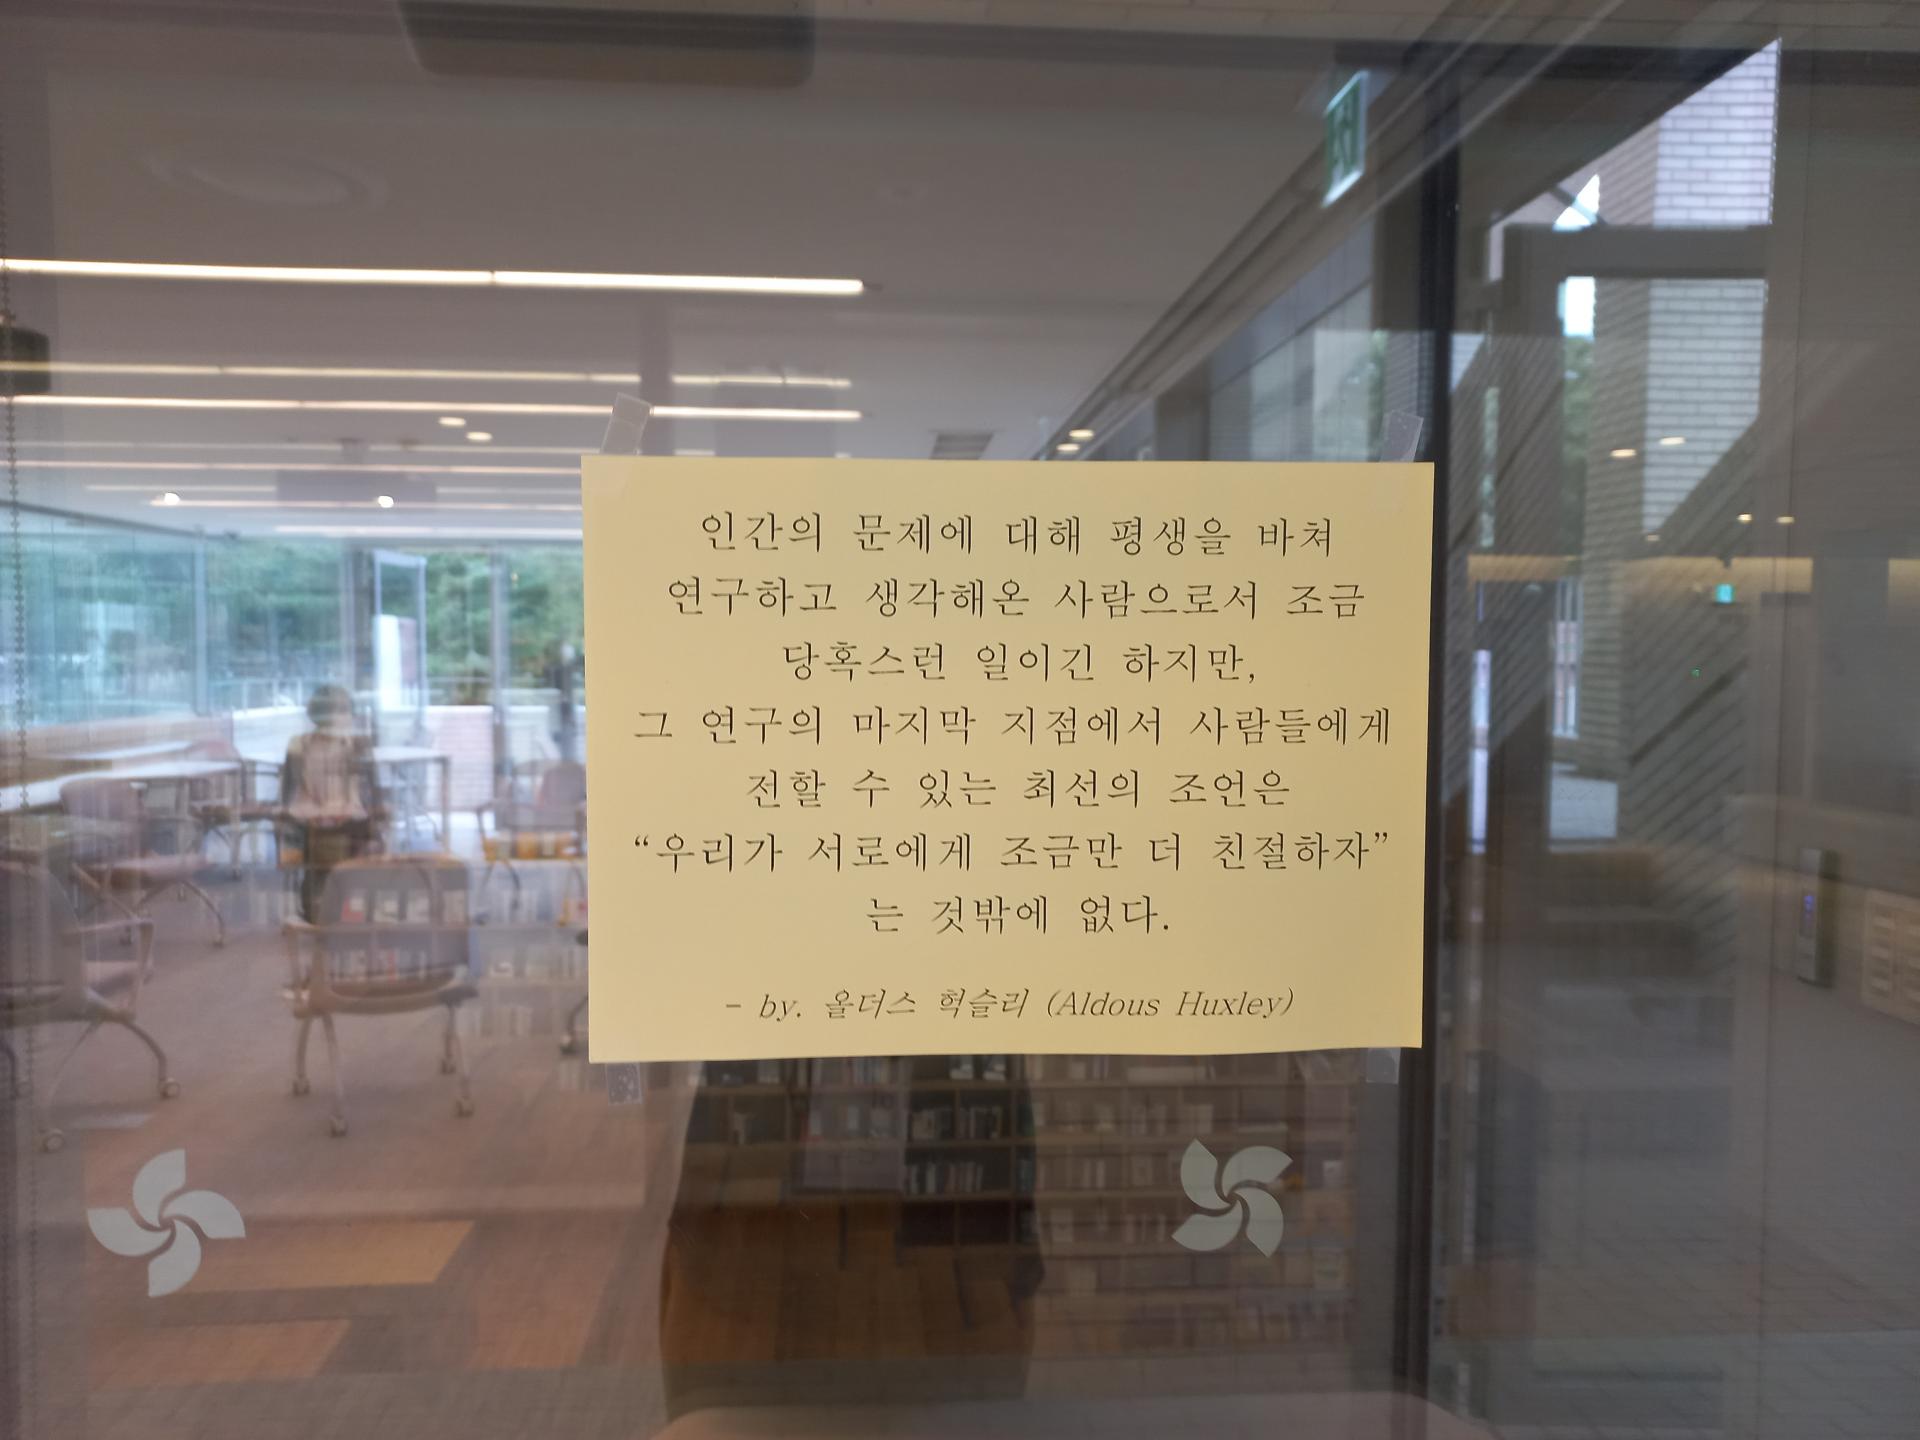 인간의 문제에 대해 평생을 바쳐
연구하고 생각해온 사람으로서 조금
당혹스런 일이긴 하지만,
그 연구의 마지막 지점에서 사람들에게
전할 수 있는 최선의 조언은
“우리가 서로에게 조금만 더 친절하자”
는 것밖에 없다.
- by. 올더스 헉슬리 (Aldous Huxley)